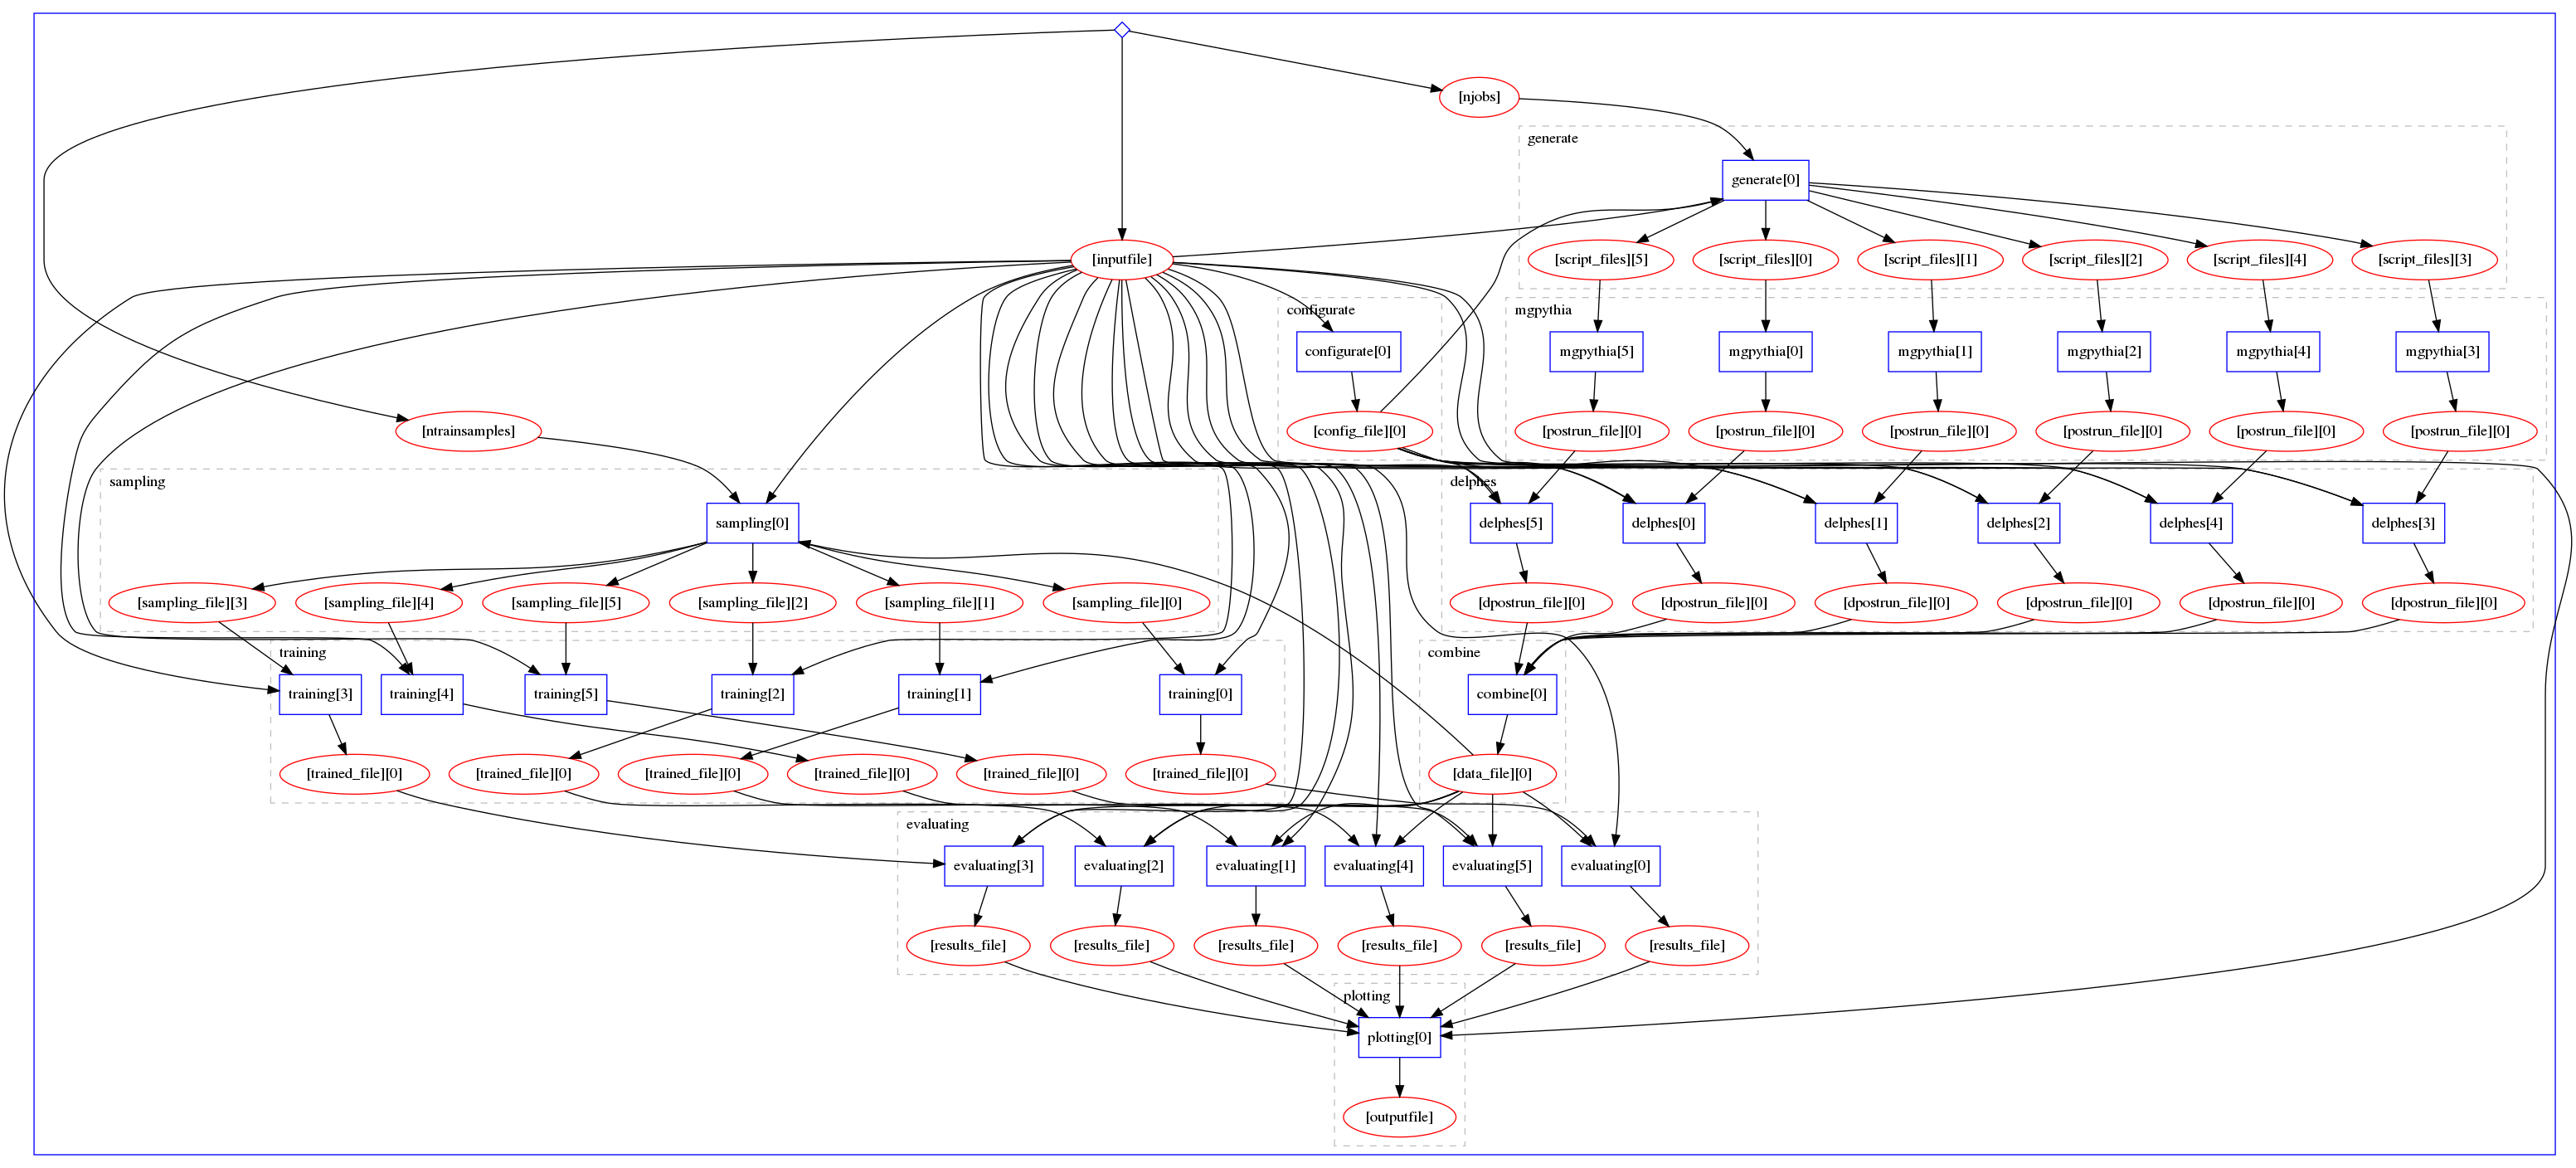 [njobs]
generate
generate[0]
[inputfile]
[script_files][5]
[script_files][0]
[script_files][1]
[script_files][2]
[script_files][4]
[script_files][3]
configurate
mgpythia
configurate[0]
mgpythia[5]
mgpythia[0]
mgpythia[1]
mgpythia[2]
mgpythia[4]
mgpythia[3]
[ntrainsamples]
[config_file][0]
[postrun_file][0]
[postrun_file][0]
[postrun_file][0]
[postrun_file][0]
[postrun_file][0]
[postrun_file][0]
sampling
delphes
sampling[0]
delphes[5]
delphes[0]
delphes[1]
delphes[2]
delphes[4]
delphes[3]
[sampling_file][3]
[sampling_file][4]
[sampling_file][5]
[sampling_file][2]
[sampling_file][1]
[sampling_file][0]
[dpostrun_file][0]
[dpostrun_file][0]
[dpostrun_file][0]
[dpostrun_file][0]
[dpostrun_file][0]
[dpostrun_file][0]
training
combine
training[3]
training[4]
training[5]
training[2]
training[1]
training[0]
combine[0]
[trained_file][0]
[trained_file][0]
[trained_file][0]
[trained_file][0]
[trained_file][0]
[trained_file][0]
[data_file][0]
evaluating
evaluating[3]
evaluating[2]
evaluating[1]
evaluating[4]
evaluating[5]
evaluating[0]
[results_file]
[results_file]
[results_file]
[results_file]
[results_file]
[results_file]
plotting
plotting[0]
[outputfile]